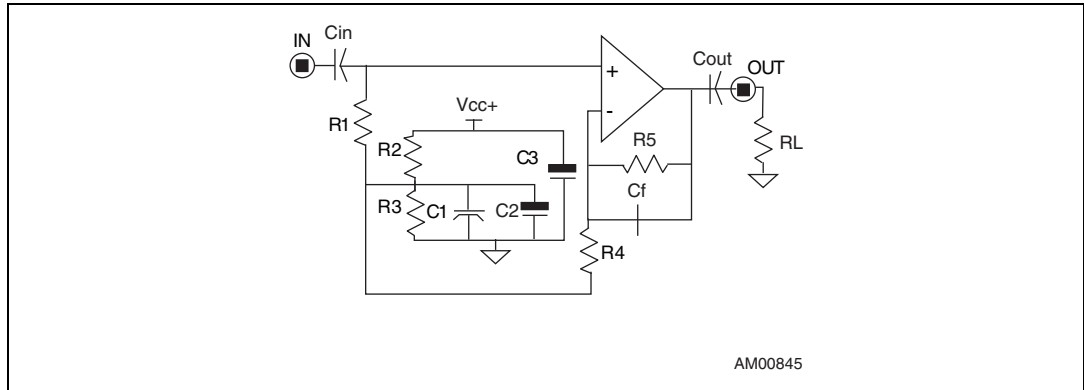 IN
Cin
Cout
OUT
+
-
Vcc+
R1
R2
C3
R5
RL
Cf
R3
C1
C2
R4
AM00845